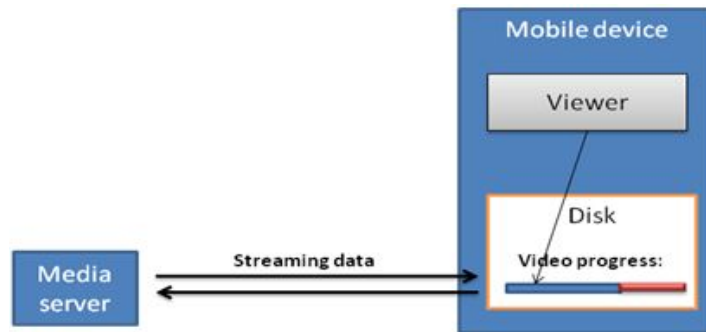 Mobile device
Viewer
Disk
Video progress:
Streaming data
Media
server